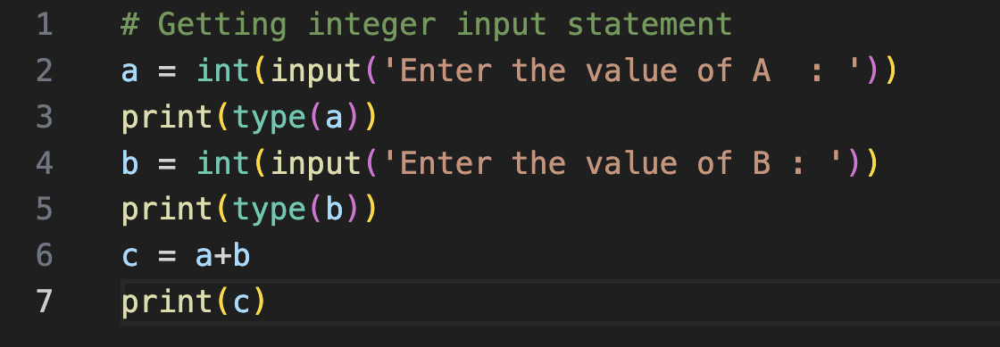 1 # Getting integer input statement
2 a = int(input('Enter the value of A  : '))
3 print(type(a))
4 b = int(input('Enter the value of B : '))
5 print(type(b))
6 c = a+b
7 print(c)